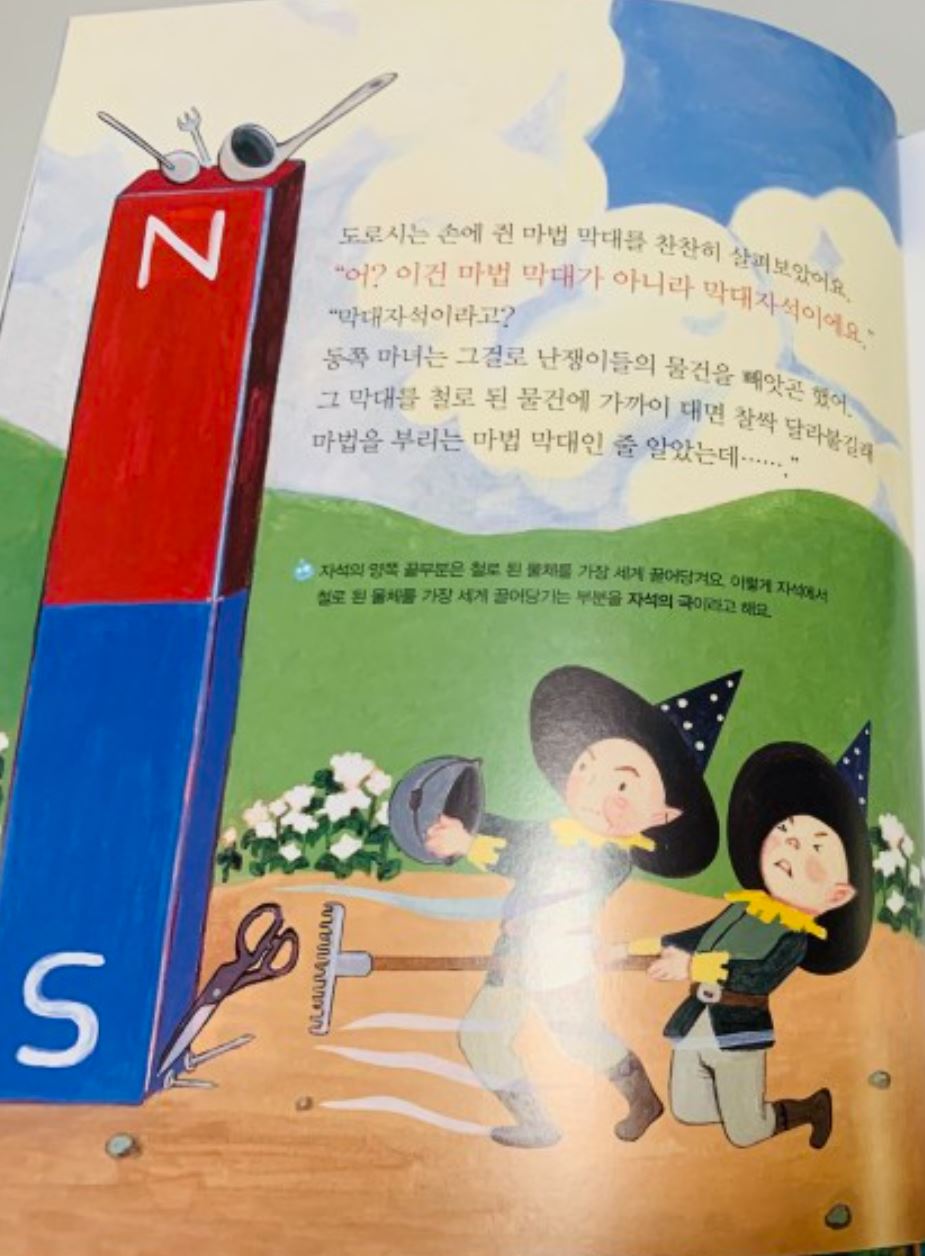 N
도로시는 손에 쥔 마법 막대를 찬찬히 살펴보았어요.
“어? 이건 마법 막대가 아니라 막대자석이에요.”
“막대자석이라고?
동쪽 마녀는 그걸로 난쟁이들의 물건을 빼앗곤 했어.
그 막대를 철로 된 물건에 가까이 대면 찰싹 달라붙길래
마법을 부리는 마법 막대인 줄 알았는데…….”
자석의 양쪽 끝부분은 철로 된 물체를 가장 세게 끌어당겨요. 이렇게 자석에서
철로 된 물체를 가장 세게 끌어당기는 부분을 자석의 극이라고 해요.
S